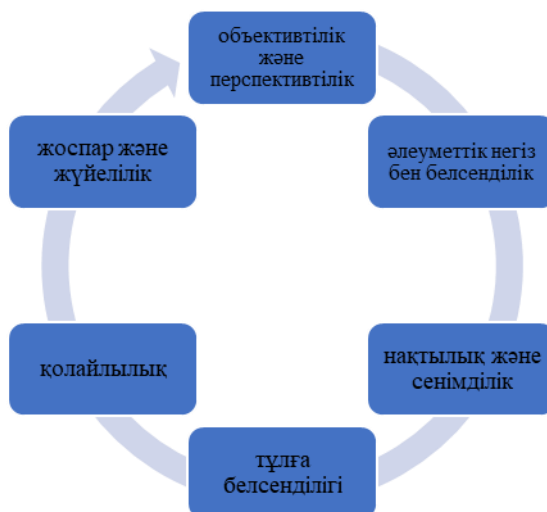 объективтілік
және
перспективтілік
әлеуметтік негіз
бен белсенділік
нақтылық және
сенімділік
тұлға
белсенділігі
қолайлылық
жоспар және
жүйелілік